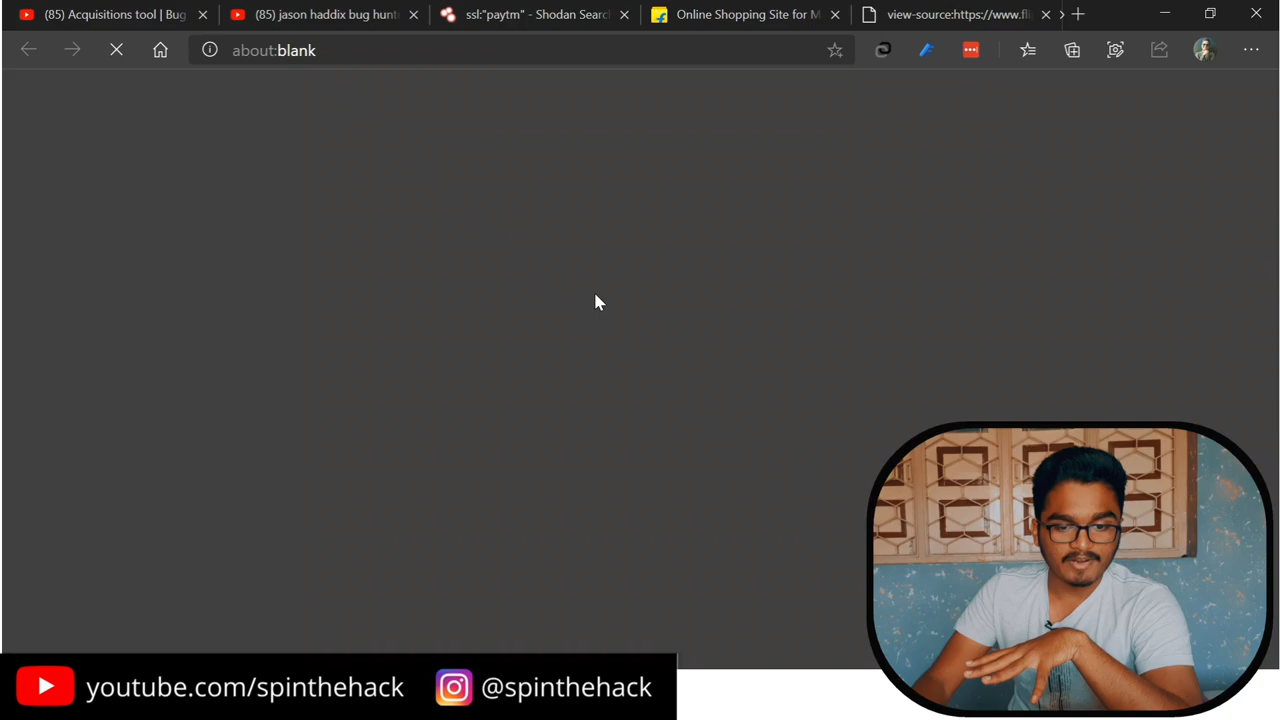 (85) Acquisitions tool | Bug
(85) jason haddix bug hunt
ssl:"paytm" - Shodan Searc
Online Shopping Site for M
view-source:https://www.fli
about:blank
youtube.com/spinthehack
@spinthehack